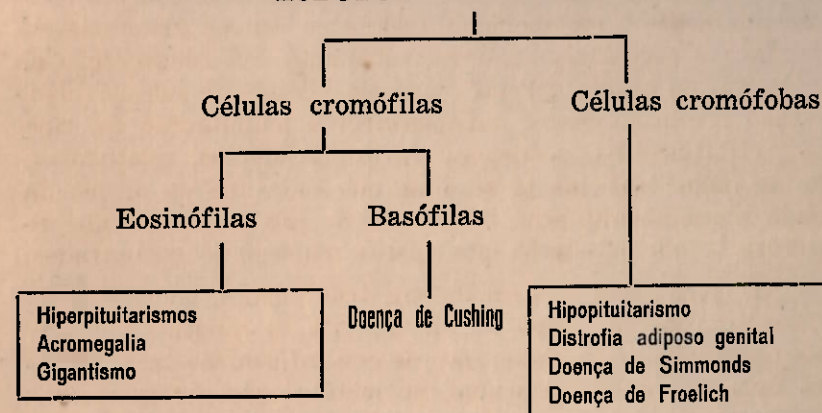 Células cromófilas
Células cromófobas
Eosinófilas
Basófilas
Hiperpituitarismos
Acromegalia
Gigantismo
Doença de Cushing
Hipopituitarismo
Distrofia adiposo genital
Doença de Simmonds
Doença de Froelich